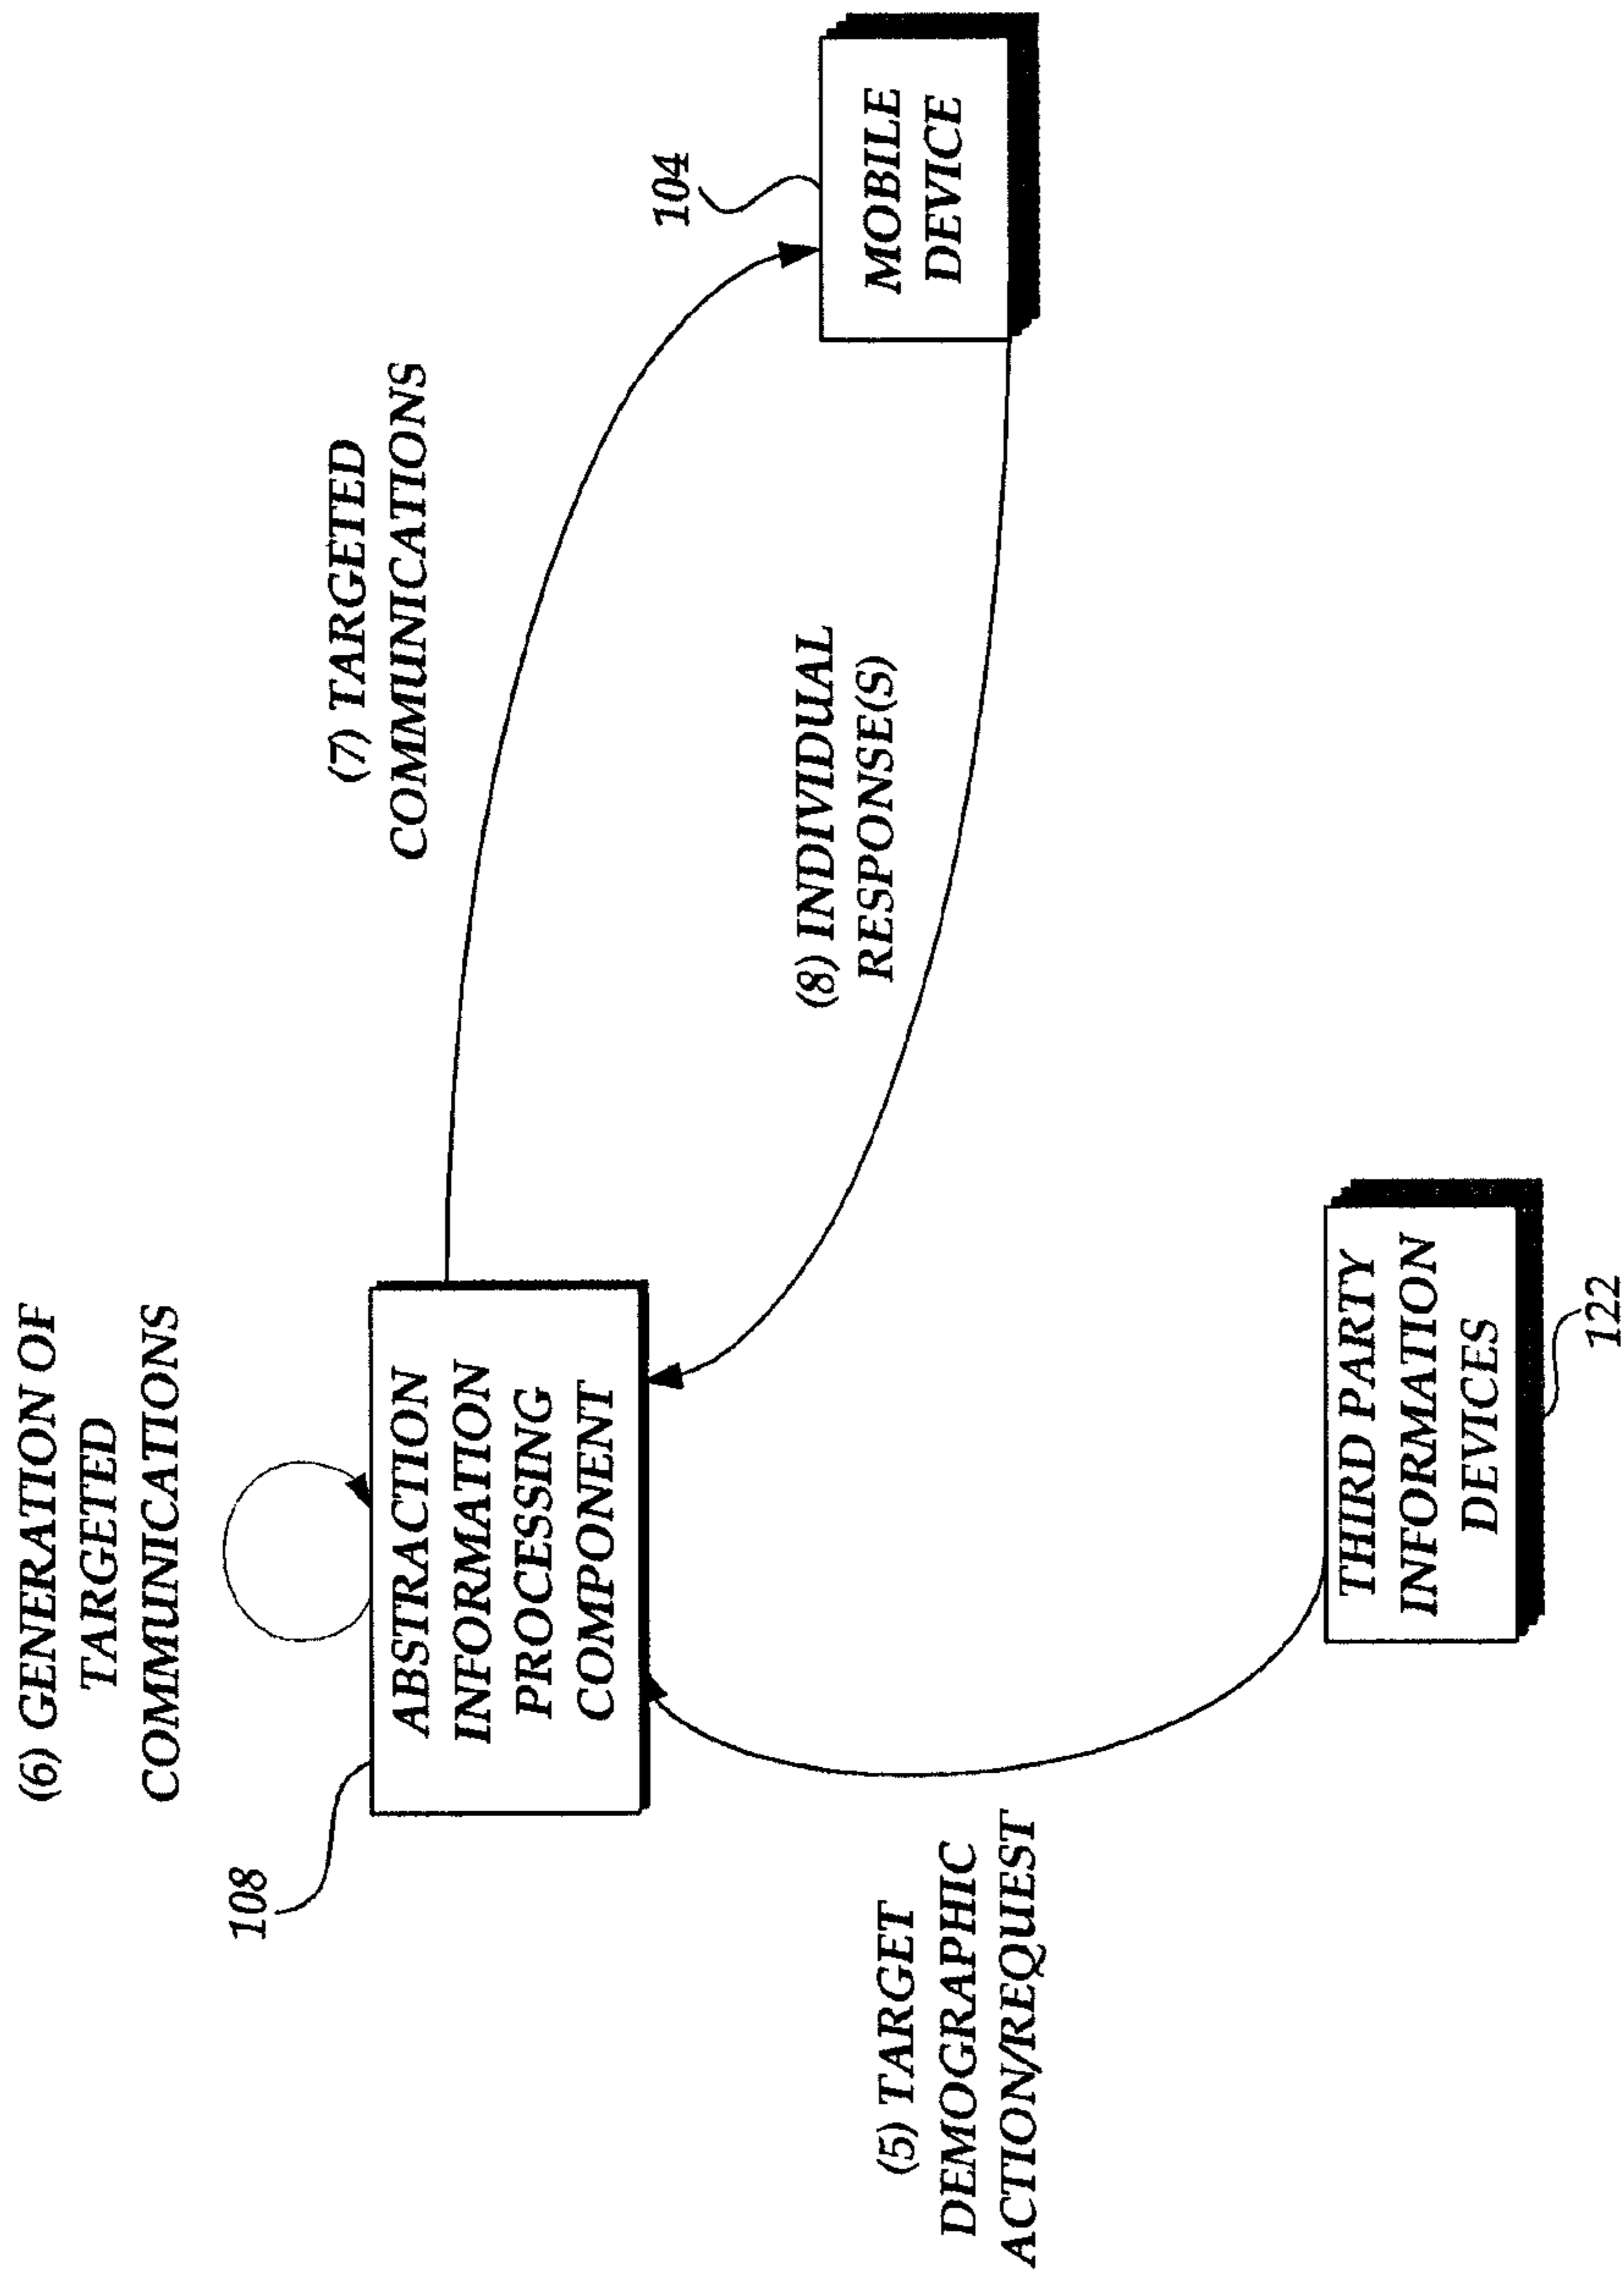 (6) GENERATION OF
TARGETED
COMMUNICATIONS
108
ABSTRACTION
INFORMATION
PROCESSING
COMPONENT
(7) TARGETED
COMMUNICATIONS
104
MOBILE
DEVICE
(8) INDIVIDUAL
RESPONSE(S)
(5) TARGET
DEMOGRAPHIC
ACTION/REQUEST
THIRD PARTY
INFORMATION
DEVICES
122